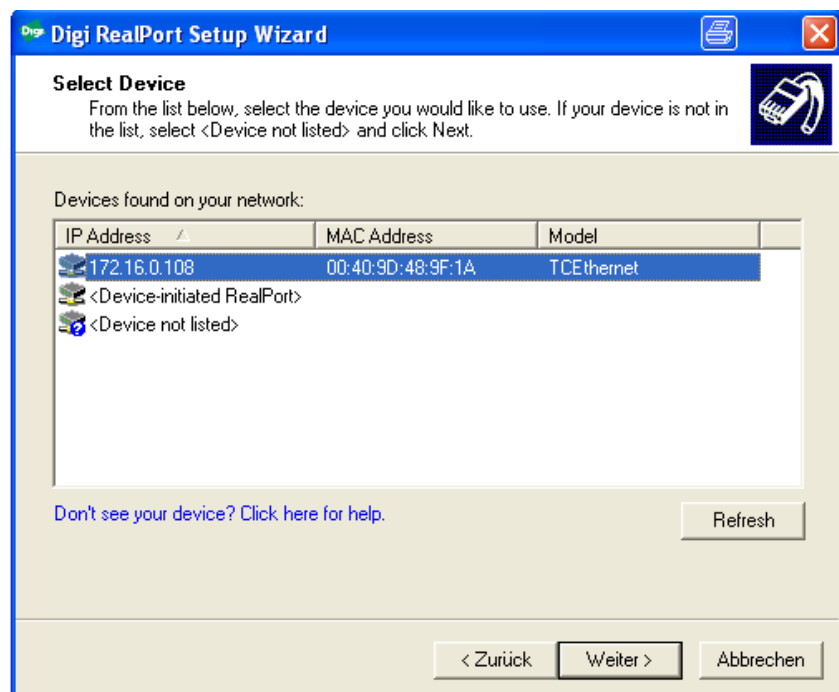 Digi Digi RealPort Setup Wizard
Select Device
From the list below, select the device you would like to use. If your device is not in
the list, select <Device not listed> and click Next.
Devices found on your network:
IP Address MAC Address Model
172.16.0.108 00:40:9D:48:9F:1A TCEthernet
<Device-initiated RealPort>
<Device not listed>
Don't see your device? Click here for help.
Refresh
< Zurück Weiter > Abbrechen